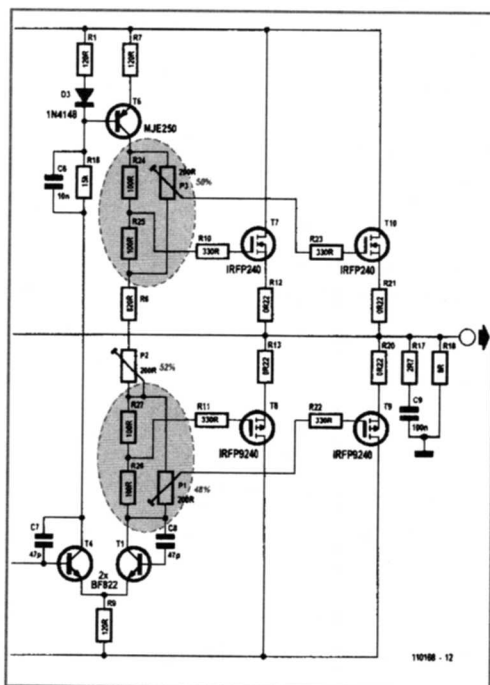 R1
120R
R7
120R
D3
1N4148
T6
MJE250
C6
10n
15k
R24
100R
200R
P3
50%
R25
100R
R10
330R
T7
IRFP240
R23
330R
T10
IRFP240
R12
0R22
R21
0R22
R6
820R
P2
200R
52%
R13
0R22
R20
0R22
R17
2R7
R18
C9
100n
R27
100R
R11
330R
T8
IRFP9240
R22
330R
T9
IRFP9240
R26
100R
P1
200R
48%
C7
47p
T4
T1
C8
47p
2x
BF822
R9
120R
110166 - 12